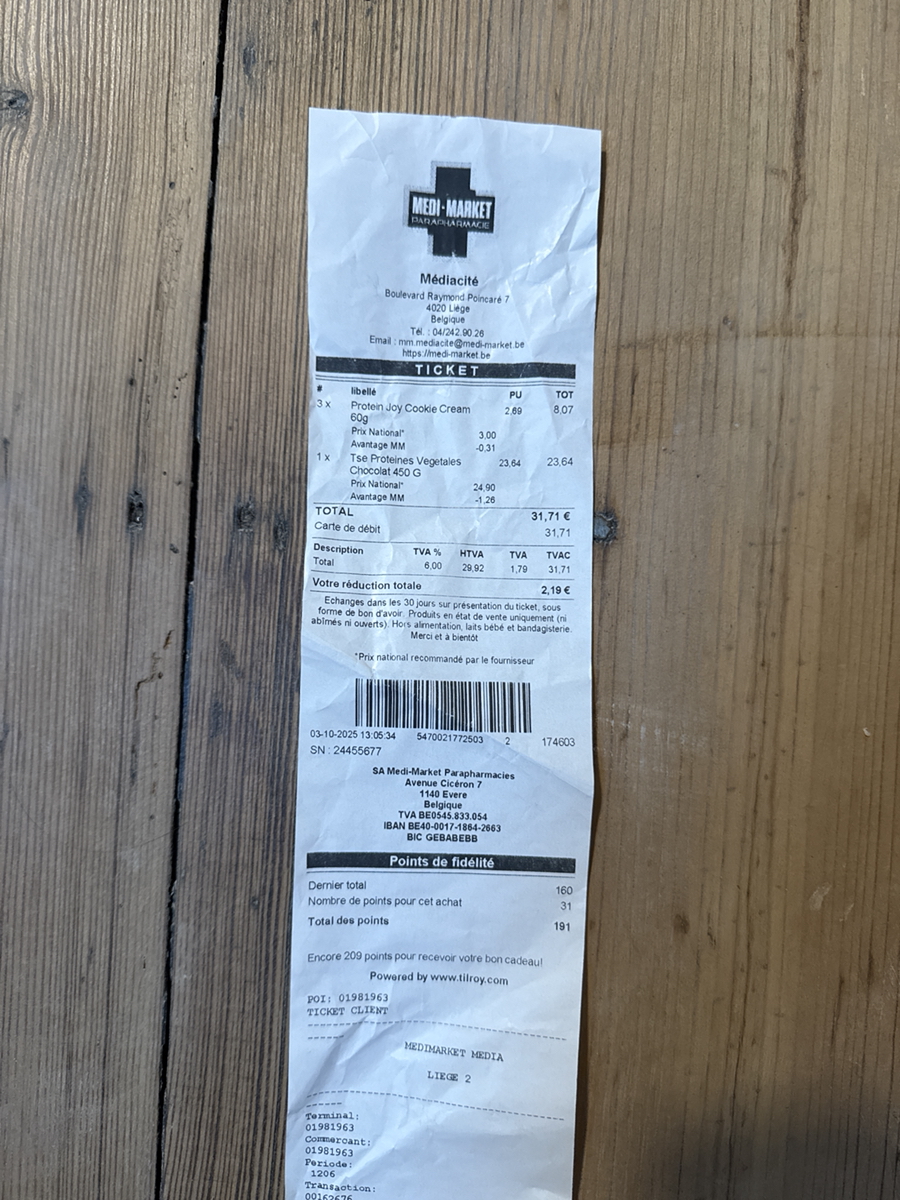 MEDI-MARKET
PARAPHARMACIE
Médiacité
Boulevard Raymond Poincaré 7
4020 Liège
Belgique
Tél. : 04/242.90.26
Email : mm.mediacite@medi-market.be
https://medi-market.be
TICKET
# libellé PU TOT
3 x Protein Joy Cookie Cream 2,69 8,07
60g
Prix National* 3,00
Avantage MM -0,31
1 x Tse Proteines Vegetales 23,64 23,64
Chocolat 450 G
Prix National* 24,90
Avantage MM -1,26
TOTAL 31,71 €
Carte de débit 31,71
Description TVA % HTVA TVA TVAC
Total 6,00 29,92 1,79 31,71
Votre réduction totale 2,19 €
Echanges dans les 30 jours sur présentation du ticket, sous
forme de bon d'avoir. Produits en état de vente uniquement (ni
abîmés ni ouverts). Hors alimentation, laits bébé et bandagisterie.
Merci et à bientôt
*Prix national recommandé par le fournisseur
03-10-2025 13:05:34 5470021772503 2 174603
SN : 24455677
SA Medi-Market Parapharmacies
Avenue Cicéron 7
1140 Evere
Belgique
TVA BE0545.833.054
IBAN BE40-0017-1864-2663
BIC GEBABEBB
Points de fidélité
Dernier total 160
Nombre de points pour cet achat 31
Total des points 191
Encore 209 points pour recevoir votre bon cadeau!
Powered by www.tilroy.com
POI: 01981963
TICKET CLIENT
MEDIMARKET MEDIA
LIEGE 2
Terminal:
01981963
Commercant:
01981963
Periode:
1206
Transaction:
00162676